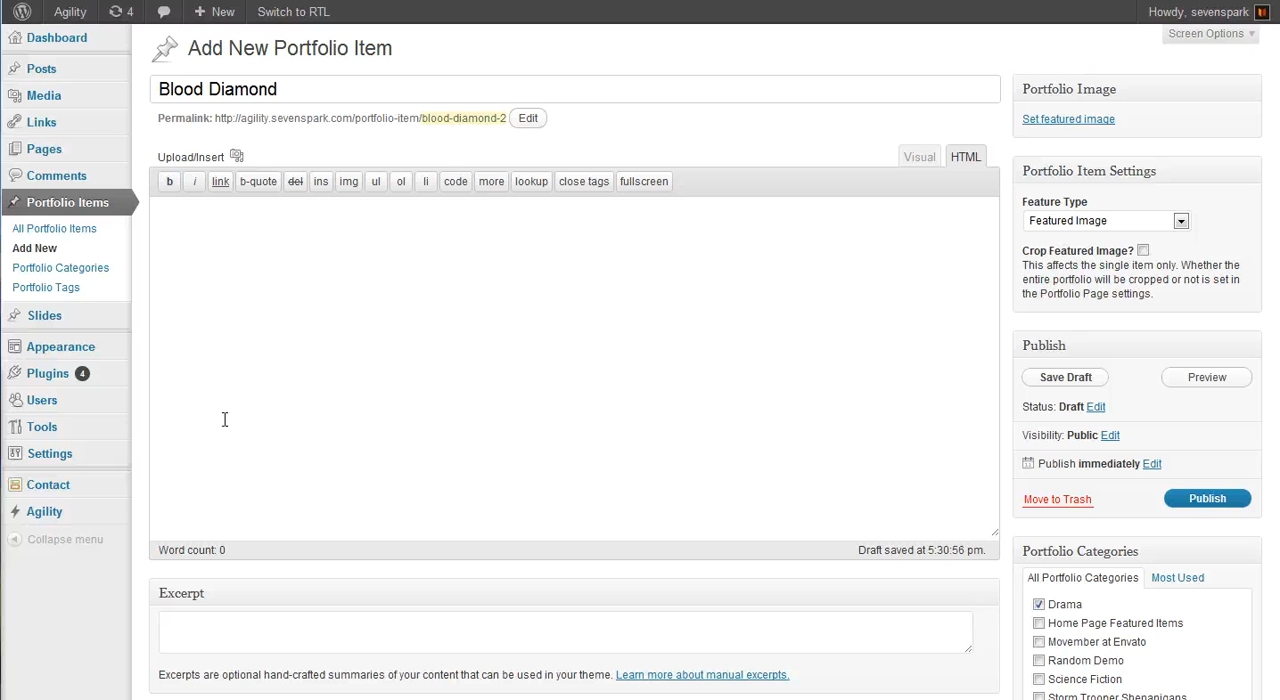 Agility 4 + New Switch to RTL Howdy, sevenspark
Dashboard
Posts
Media
Links
Pages
Comments
Portfolio Items
All Portfolio Items
Add New
Portfolio Categories
Portfolio Tags
Slides
Appearance
Plugins 4
Users
Tools
Settings
Contact
Agility
Collapse menu
Screen Options
Add New Portfolio Item
Blood Diamond
Permalink: http://agility.sevenspark.com/portfolio-item/blood-diamond-2 Edit
Upload/Insert Visual HTML
b i link b-quote del ins img ul ol li code more lookup close tags fullscreen
Word count: 0 Draft saved at 5:30:56 pm.
Excerpt
Excerpts are optional hand-crafted summaries of your content that can be used in your theme. Learn more about manual excerpts.
Portfolio Image
Set featured image
Portfolio Item Settings
Feature Type
Featured Image
Crop Featured Image?
This affects the single item only. Whether the
entire portfolio will be cropped or not is set in
the Portfolio Page settings.
Publish
Save Draft Preview
Status: Draft Edit
Visibility: Public Edit
Publish immediately Edit
Move to Trash Publish
Portfolio Categories
All Portfolio Categories Most Used
Drama
Home Page Featured Items
Movember at Envato
Random Demo
Science Fiction
Storm Trooper Shenanigans